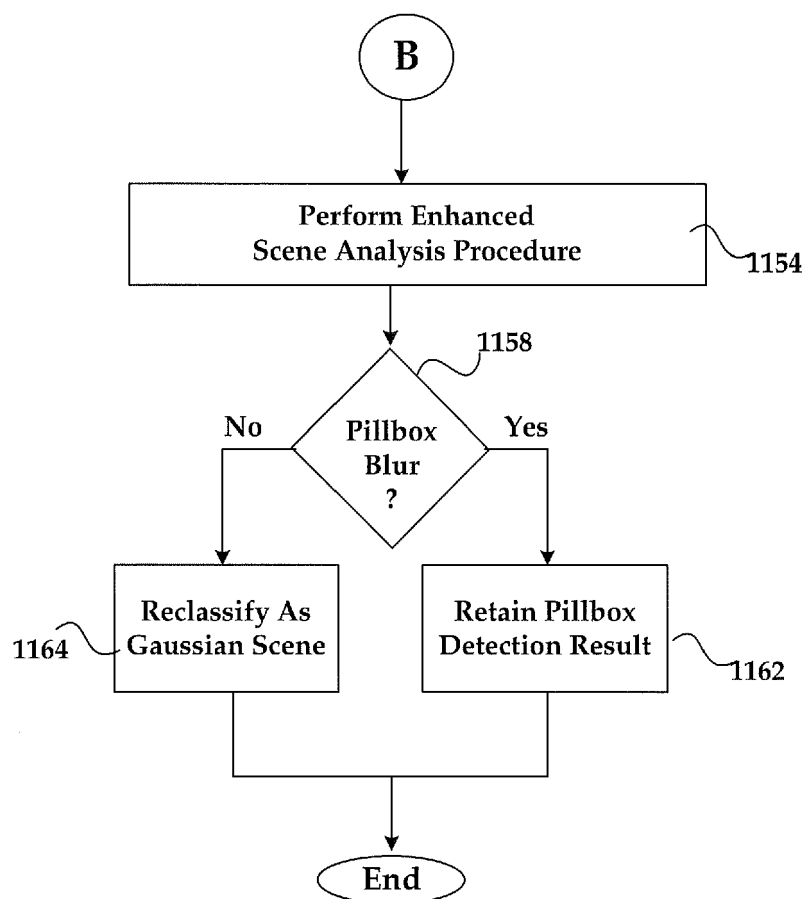 B
Perform Enhanced
Scene Analysis Procedure
1154
1158
No
Pillbox
Blur
?
Yes
Reclassify As
Gaussian Scene
1164
Retain Pillbox
Detection Result
1162
End